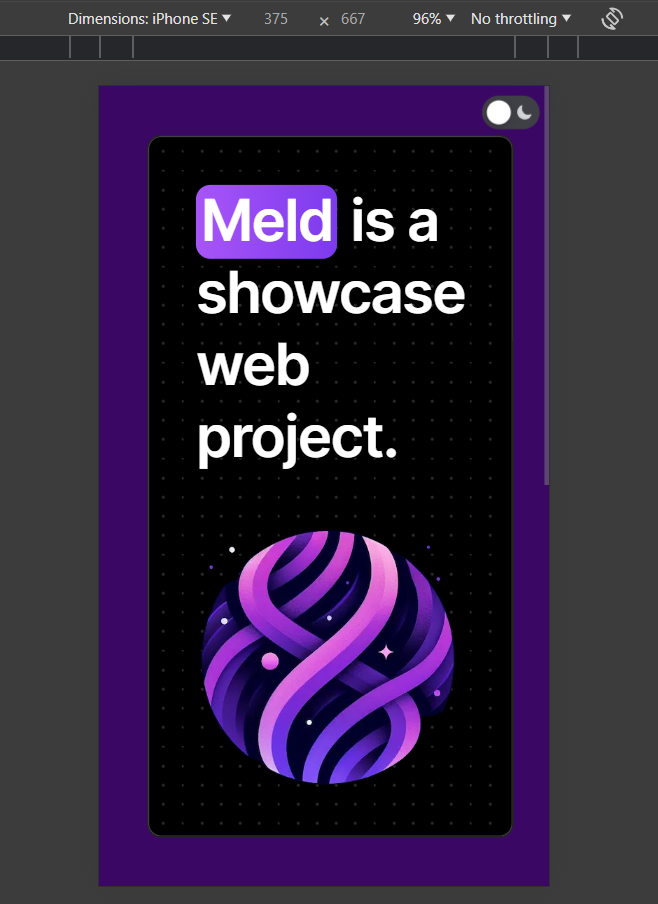 Dimensions: iPhone SE 375 × 667 96% No throttling
Meld is a
showcase
web
project.